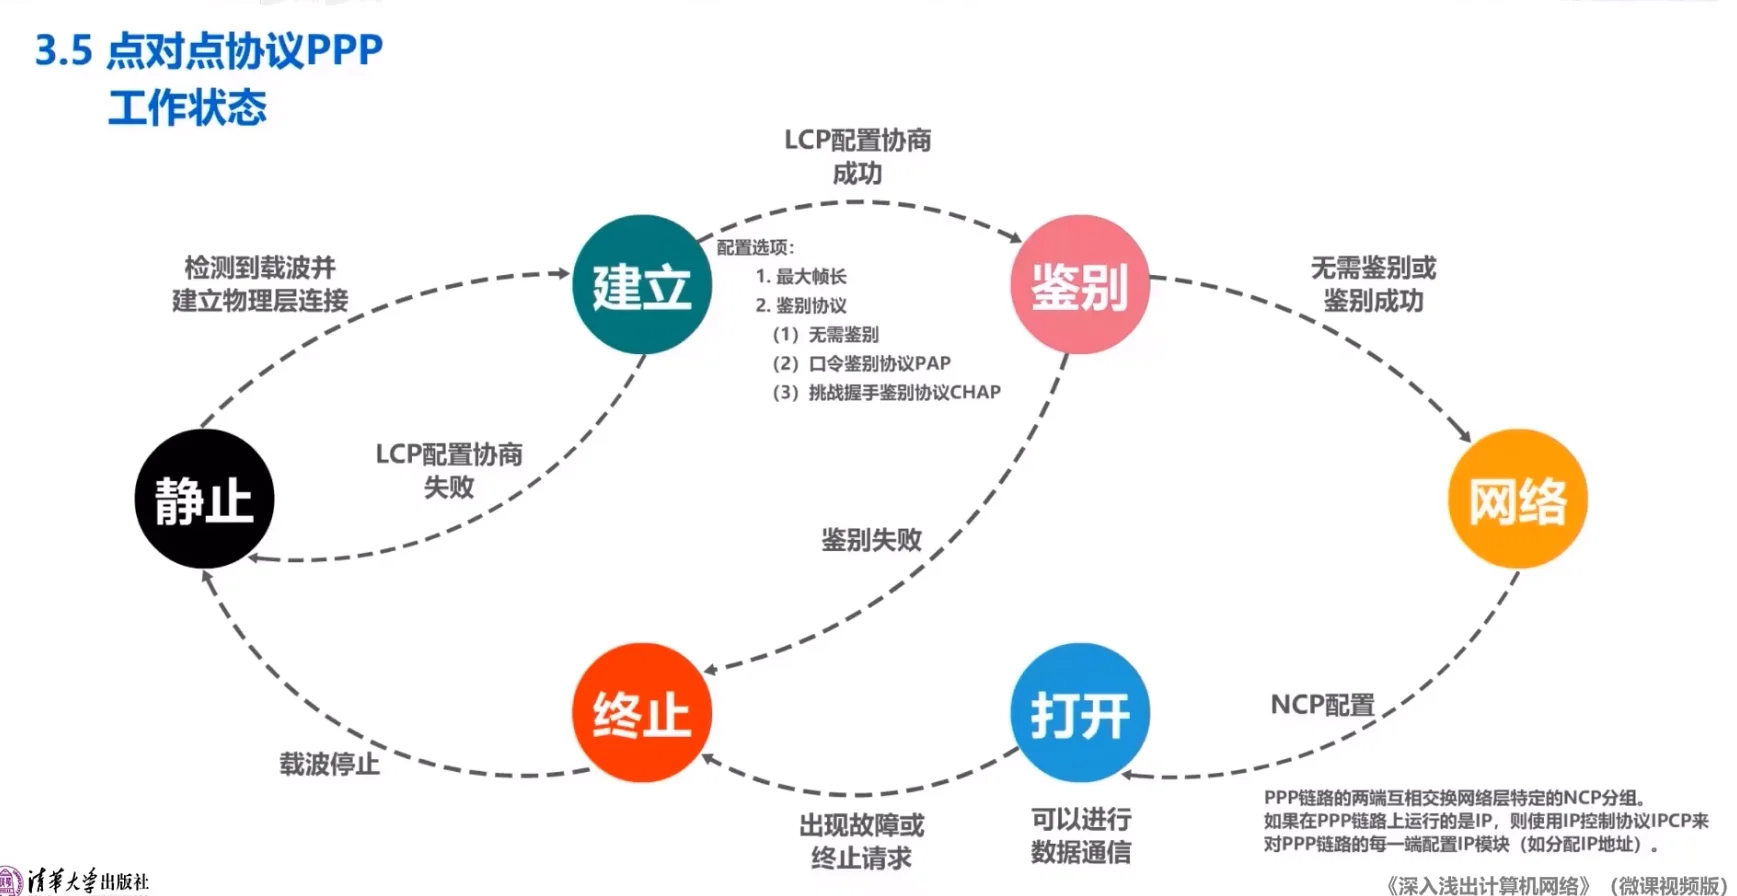 3.5 点对点协议PPP
工作状态
LCP配置协商
成功
检测到载波并
建立物理层连接
建立
配置选项：
1. 最大帧长
2. 鉴别协议
（1）无需鉴别
（2）口令鉴别协议PAP
（3）挑战握手鉴别协议CHAP
鉴别
无需鉴别或
鉴别成功
LCP配置协商
失败
静止
鉴别失败
网络
终止
打开
NCP配置
载波停止
出现故障或
终止请求
可以进行
数据通信
PPP链路的两端互相交换网络层特定的NCP分组。
如果在PPP链路上运行的是IP，则使用IP控制协议IPCP来
对PPP链路的每一端配置IP模块（如分配IP地址）。
清华大学出版社
《深入浅出计算机网络》（微课视频版）